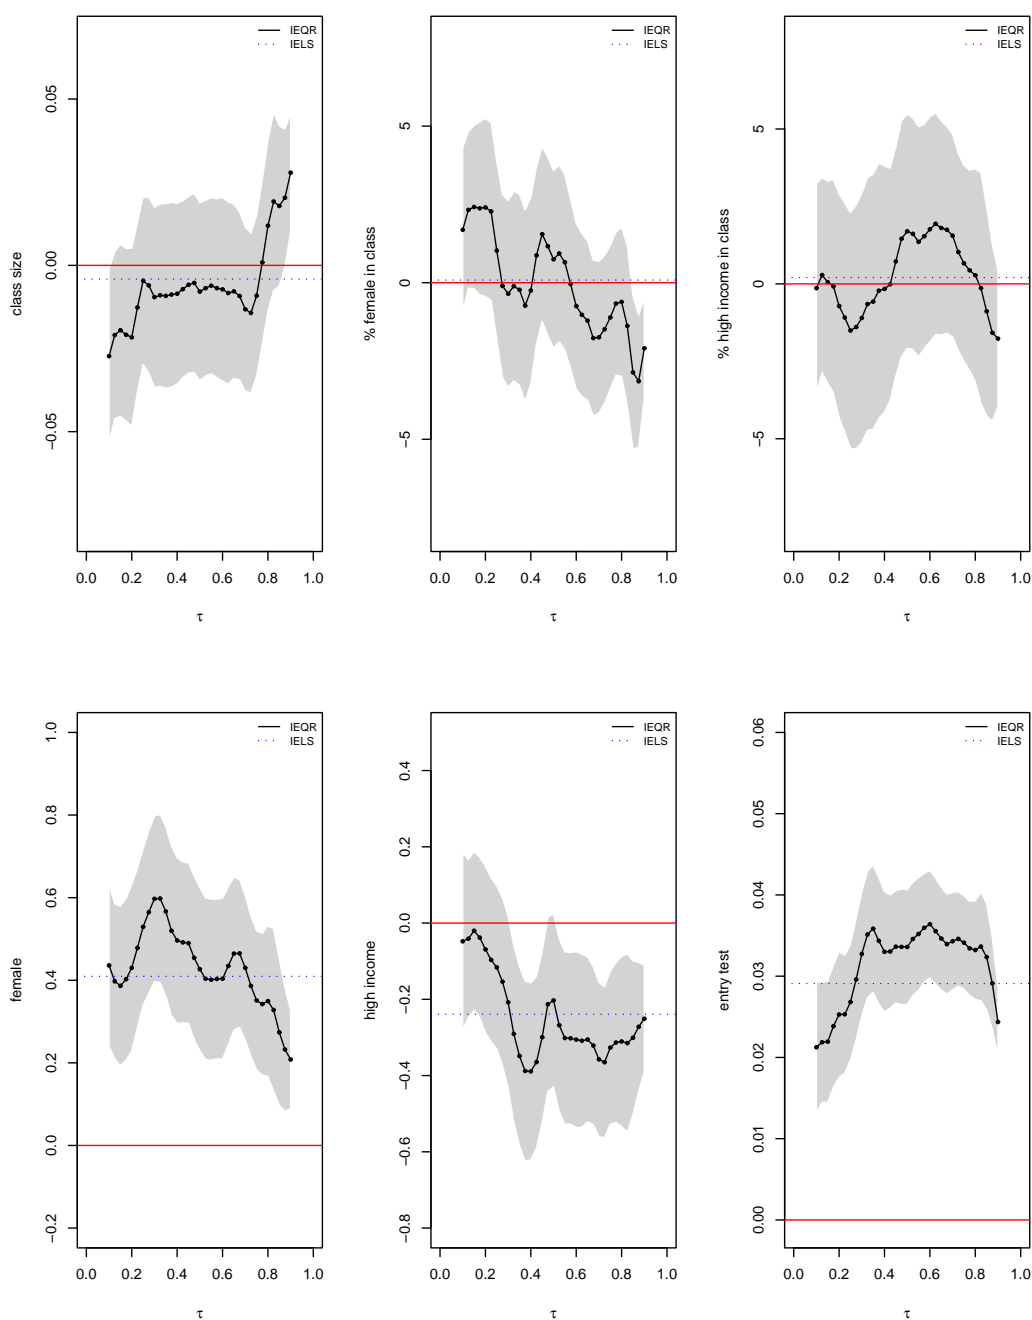 class size
0.05
0.00
−0.05
IEQR
IELS
0.0 0.2 0.4 0.6 0.8 1.0
τ
% female in class
5
0
−5
IEQR
IELS
0.0 0.2 0.4 0.6 0.8 1.0
τ
% high income in class
5
0
−5
IEQR
IELS
0.0 0.2 0.4 0.6 0.8 1.0
τ
female
1.0
0.8
0.6
0.4
0.2
0.0
−0.2
IEQR
IELS
0.0 0.2 0.4 0.6 0.8 1.0
τ
high income
0.4
0.2
0.0
−0.2
−0.4
−0.6
−0.8
IEQR
IELS
0.0 0.2 0.4 0.6 0.8 1.0
τ
entry test
0.06
0.05
0.04
0.03
0.02
0.01
0.00
IEQR
IELS
0.0 0.2 0.4 0.6 0.8 1.0
τ